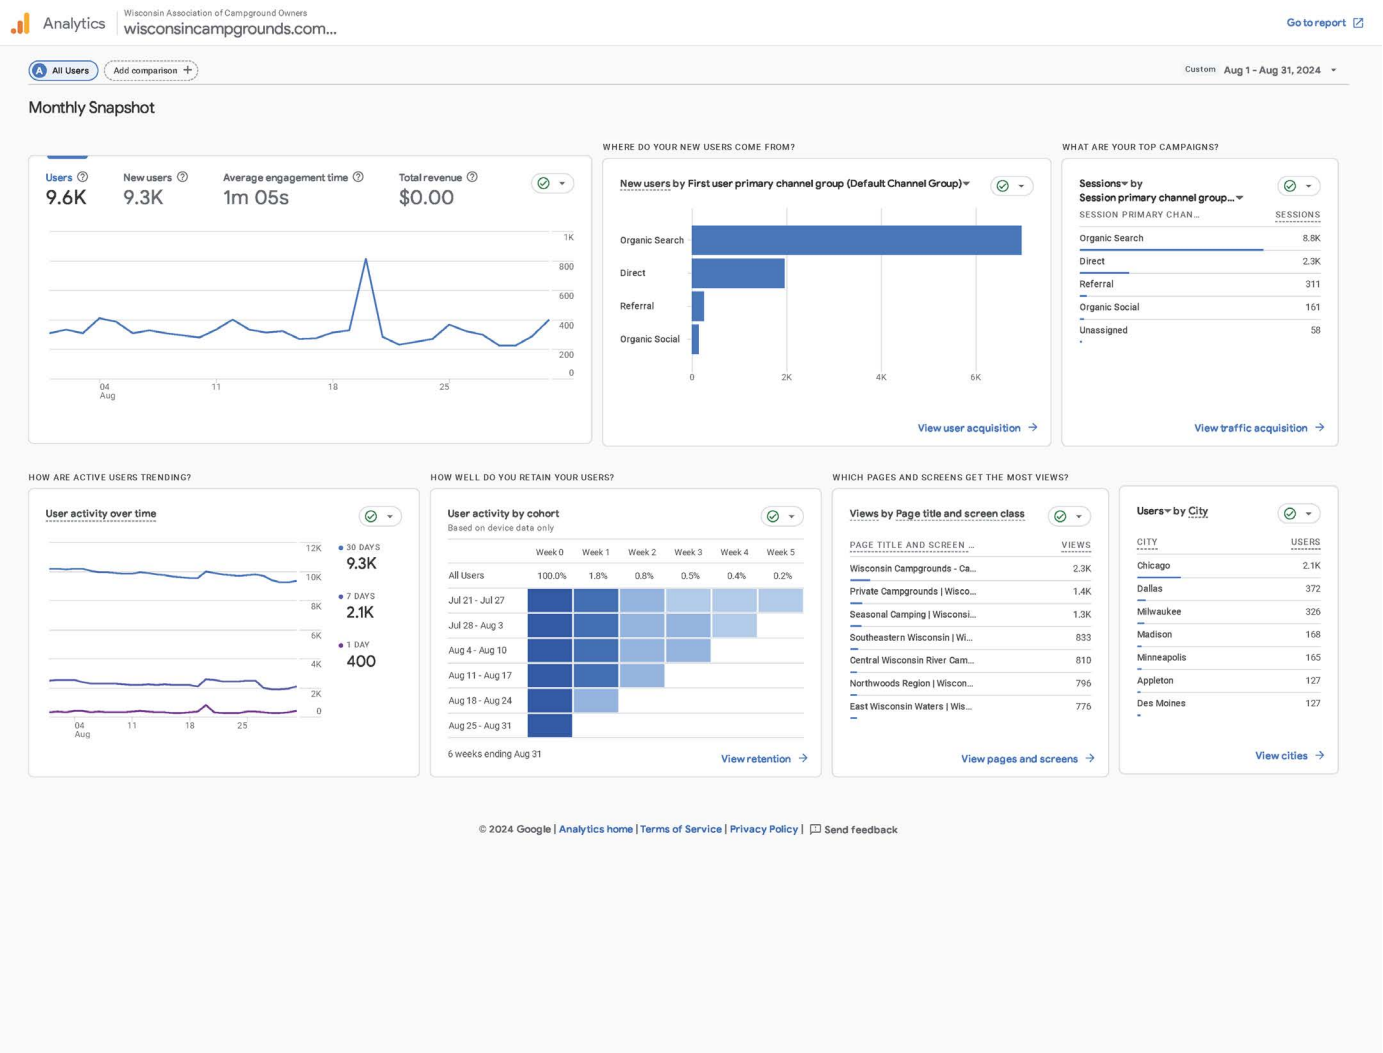 Analytics
Wisconsin Association of Campground Owners
wisconsincampgrounds.com...
Go to report
A All Users
Add comparison +
Custom Aug 1 - Aug 31, 2024
Monthly Snapshot
Users
9.6K
New users
9.3K
Average engagement time
1m 05s
Total revenue
$0.00
1K
800
600
400
200
0
04
Aug
11
18
25
WHERE DO YOUR NEW USERS COME FROM?
New users by First user primary channel group (Default Channel Group)
Organic Search
Direct
Referral
Organic Social
0 2K 4K 6K
View user acquisition
WHAT ARE YOUR TOP CAMPAIGNS?
Sessions by
Session primary channel group...
SESSION PRIMARY CHAN... SESSIONS
Organic Search 8.8K
Direct 2.3K
Referral 311
Organic Social 161
Unassigned 58
View traffic acquisition
HOW ARE ACTIVE USERS TRENDING?
User activity over time
12K
10K
8K
6K
4K
2K
0
04
Aug
11
18
25
30 DAYS
9.3K
7 DAYS
2.1K
1 DAY
400
HOW WELL DO YOU RETAIN YOUR USERS?
User activity by cohort
Based on device data only
Week 0 Week 1 Week 2 Week 3 Week 4 Week 5
All Users 100.0% 1.8% 0.8% 0.5% 0.4% 0.2%
Jul 21 - Jul 27
Jul 28 - Aug 3
Aug 4 - Aug 10
Aug 11 - Aug 17
Aug 18 - Aug 24
Aug 25 - Aug 31
6 weeks ending Aug 31
View retention
WHICH PAGES AND SCREENS GET THE MOST VIEWS?
Views by Page title and screen class
PAGE TITLE AND SCREEN ... VIEWS
Wisconsin Campgrounds - Ca... 2.3K
Private Campgrounds | Wisco... 1.4K
Seasonal Camping | Wisconsi... 1.3K
Southeastern Wisconsin | Wi... 833
Central Wisconsin River Cam... 810
Northwoods Region | Wiscon... 796
East Wisconsin Waters | Wis... 776
View pages and screens
Users by City
CITY USERS
Chicago 2.1K
Dallas 372
Milwaukee 326
Madison 168
Minneapolis 165
Appleton 127
Des Moines 127
View cities
© 2024 Google | Analytics home | Terms of Service | Privacy Policy | Send feedback